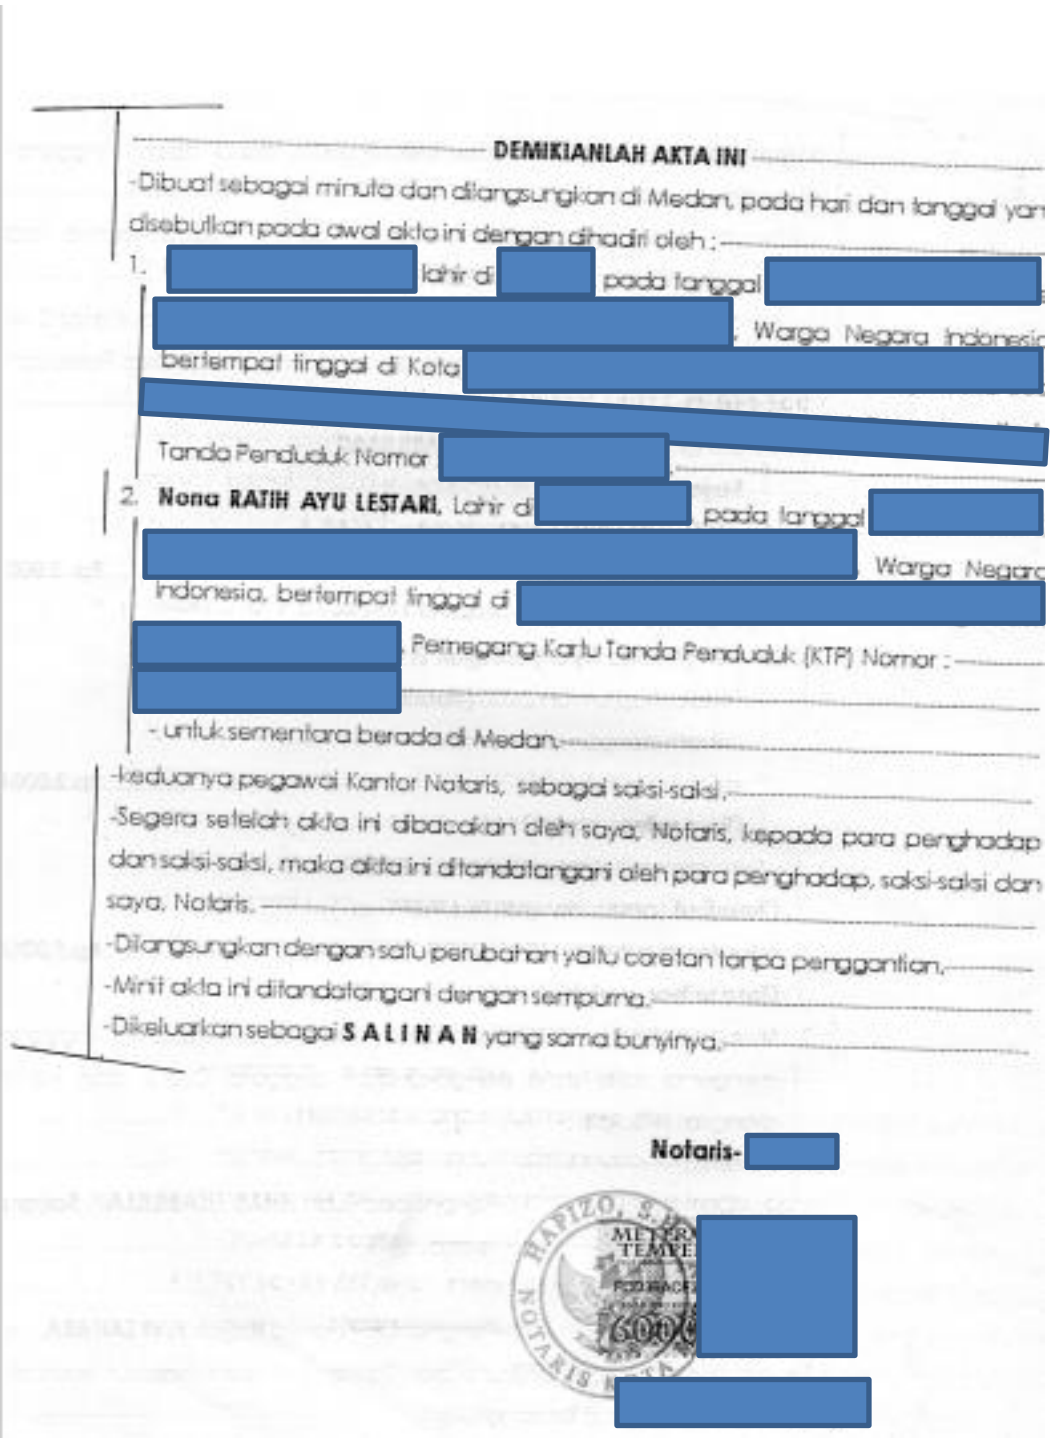 DEMIKIANLAH AKTA INI
-Dibuat sebagai minuta dan dilangsungkan di Medan, pada hari dan tanggal yan
disebutkan pada awal akta ini dengan dihadiri oleh :
1. lahir di pada tanggal
, Warga Negara Indonesia
bertempat tinggal di Kota
Tanda Penduduk Nomor
2. Nona RATIH AYU LESTARI, Lahir di pada tanggal
, Warga Negara
Indonesia, bertempat tinggal di
, Pemegang Kartu Tanda Penduduk (KTP) Nomor :
- untuk sementara berada di Medan,
-keduanya pegawai Kantor Notaris, sebagai saksi-saksi,
-Segera setelah akta ini dibacakan oleh saya, Notaris, kepada para penghadap
dan saksi-saksi, maka akta ini ditandatangani oleh para penghadap, saksi-saksi dan
saya, Notaris.
-Dilangsungkan dengan satu perubahan yaitu coretan tanpa penggantian.
-Minit akta ini ditandatangani dengan sempurna.
-Dikeluarkan sebagai S A L I N A N yang sama bunyinya.
Notaris-
HAPIZO, S.H
METERA
TEMPEL
6000
NOTARIS KOTA